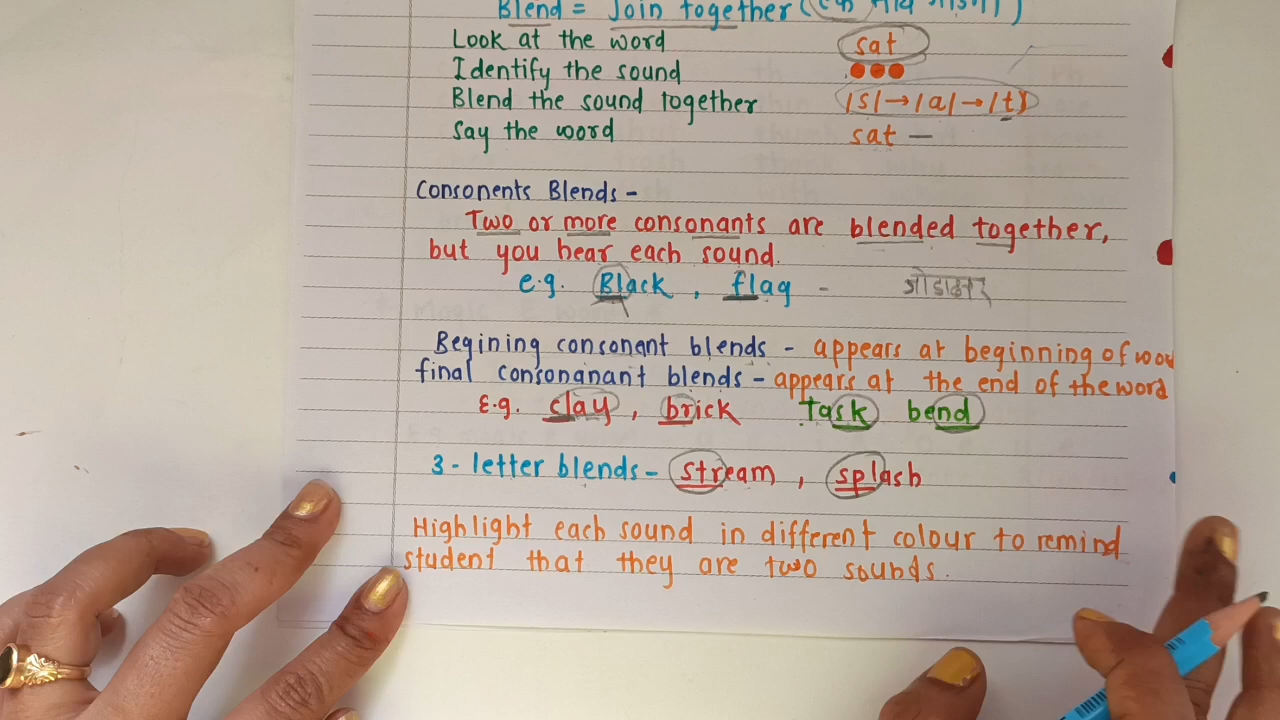 Blend = Join together (एक साथ
Look at the word sat
Identify the sound
Blend the sound together |s|→|a|→|t|
Say the word sat —
Consonents Blends -
Two or more consonants are blended together,
but you hear each sound.
e.g. Black , flag -
Begining consonant blends - appears at beginning of
final consonanant blends - appears at the end of the word
E.g. clay , brick task bend
3 - letter blends - stream , splash
Highlight each sound in different colour to remind
student that they are two sounds.